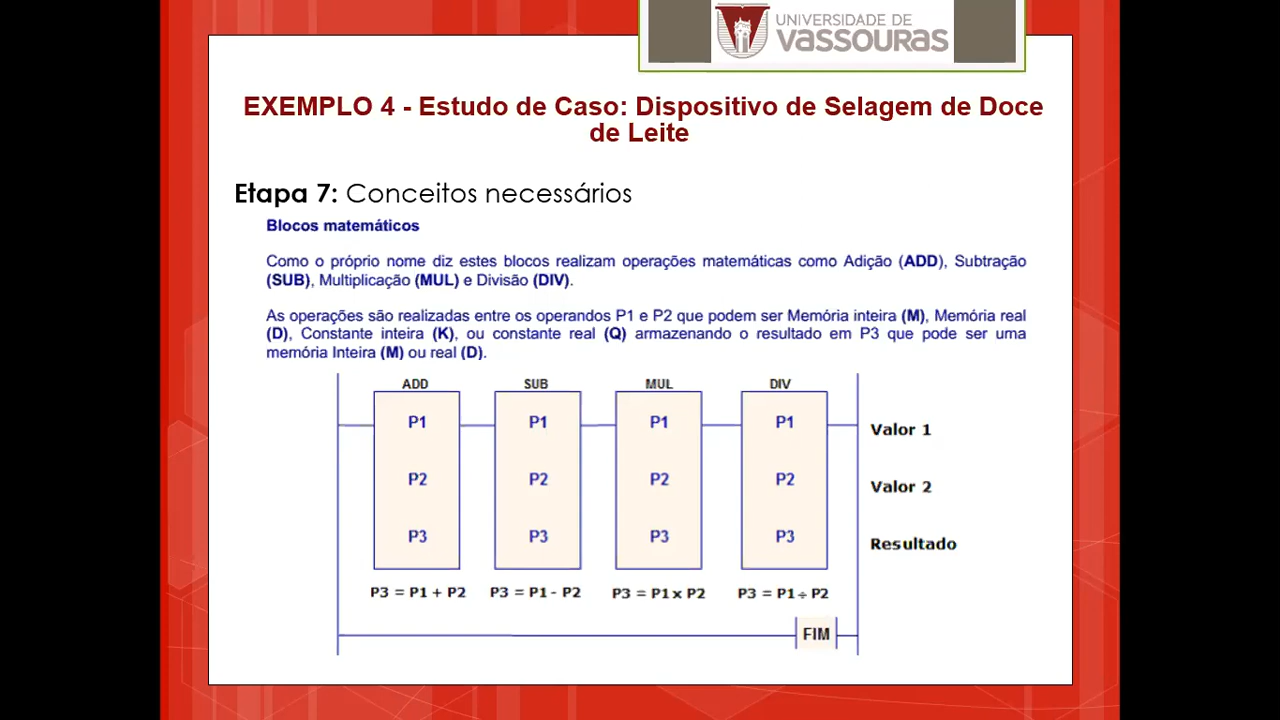 UNIVERSIDADE DE
VASSOURAS
EXEMPLO 4 - Estudo de Caso: Dispositivo de Selagem de Doce
de Leite
Etapa 7: Conceitos necessários
Blocos matemáticos
Como o próprio nome diz estes blocos realizam operações matemáticas como Adição (ADD), Subtração
(SUB), Multiplicação (MUL) e Divisão (DIV).
As operações são realizadas entre os operandos P1 e P2 que podem ser Memória inteira (M), Memória real
(D), Constante inteira (K), ou constante real (Q) armazenando o resultado em P3 que pode ser uma
memória Inteira (M) ou real (D).
ADD SUB MUL DIV
P1 P1 P1 P1 Valor 1
P2 P2 P2 P2 Valor 2
P3 P3 P3 P3 Resultado
P3 = P1 + P2 P3 = P1 - P2 P3 = P1 x P2 P3 = P1 ÷ P2
FIM